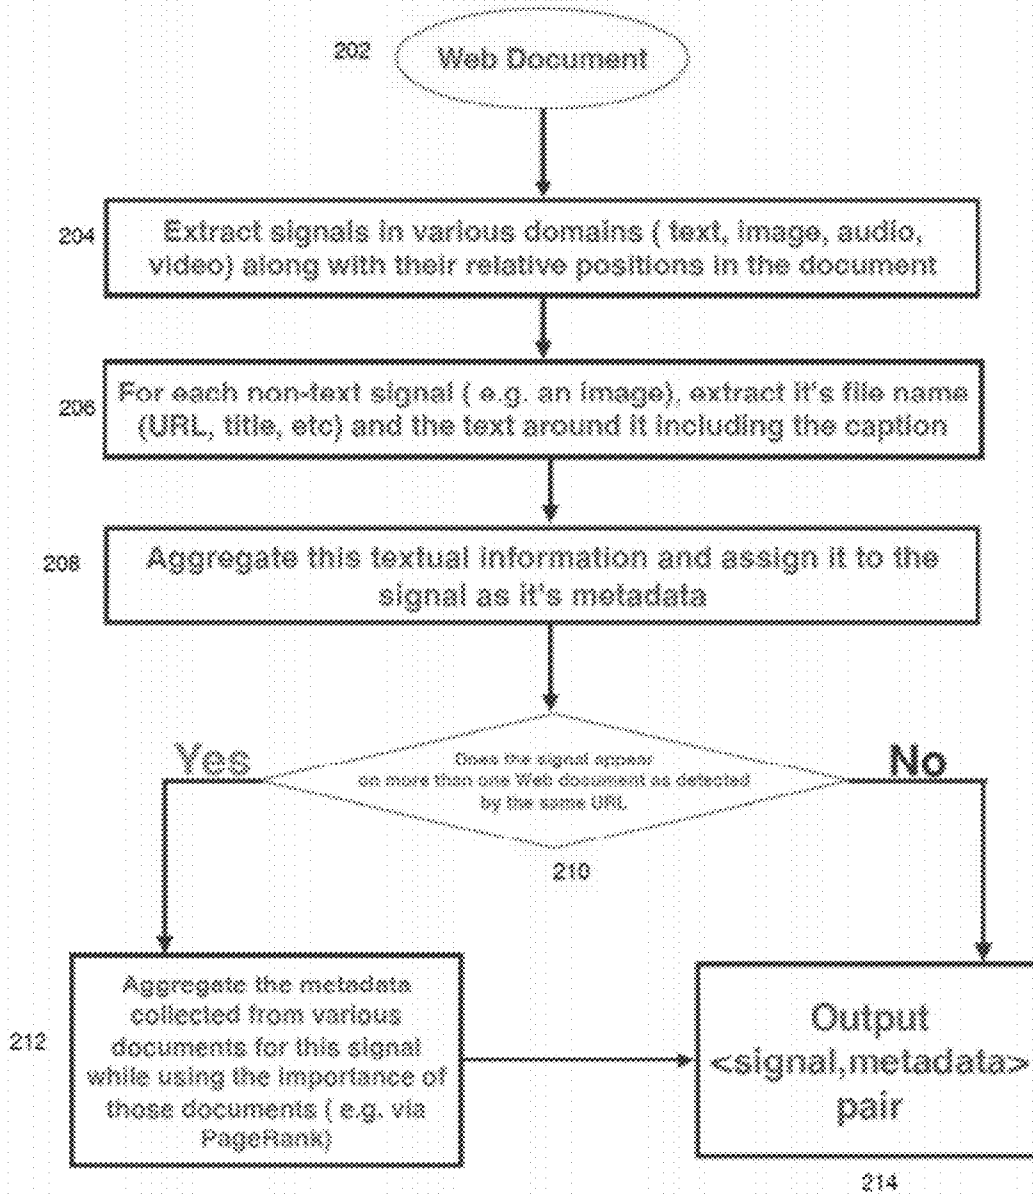 202
Web Document
204
Extract signals in various domains ( text, image, audio,
video) along with their relative positions in the document
206
For each non-text signal ( e.g. an image), extract it's file name
(URL, title, etc) and the text around it including the caption
208
Aggregate this textual information and assign it to the
signal as it's metadata
Yes
No
Does the signal appear
on more than one Web document as detected
by the same URL
210
212
Aggregate the metadata
collected from various
documents for this signal
while using the importance of
those documents ( e.g. via
PageRank)
Output
<signal,metadata>
pair
214